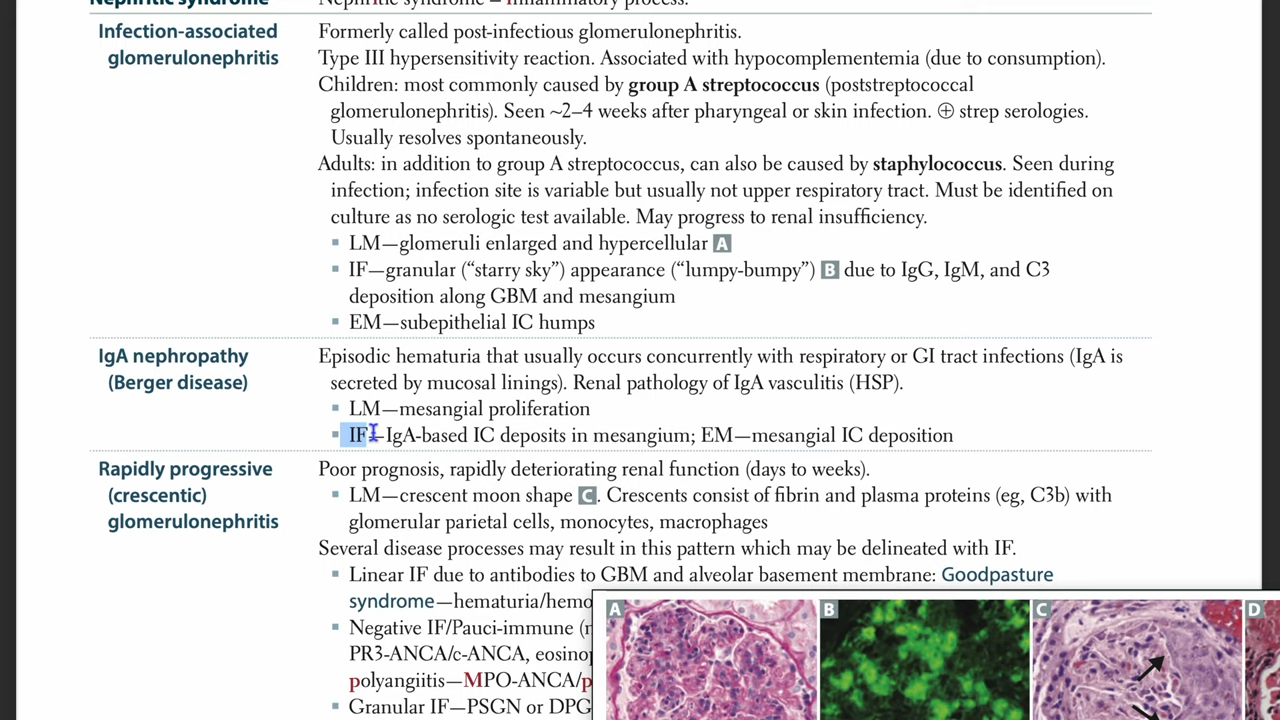 Nephritic syndrome Nephritic syndrome = Inflammatory process.
Infection-associated
glomerulonephritis
Formerly called post-infectious glomerulonephritis.
Type III hypersensitivity reaction. Associated with hypocomplementemia (due to consumption).
Children: most commonly caused by group A streptococcus (poststreptococcal
glomerulonephritis). Seen ~2–4 weeks after pharyngeal or skin infection. ⊕ strep serologies.
Usually resolves spontaneously.
Adults: in addition to group A streptococcus, can also be caused by staphylococcus. Seen during
infection; infection site is variable but usually not upper respiratory tract. Must be identified on
culture as no serologic test available. May progress to renal insufficiency.
▪ LM—glomeruli enlarged and hypercellular A
▪ IF—granular (“starry sky”) appearance (“lumpy-bumpy”) B due to IgG, IgM, and C3
deposition along GBM and mesangium
▪ EM—subepithelial IC humps
IgA nephropathy
(Berger disease)
Episodic hematuria that usually occurs concurrently with respiratory or GI tract infections (IgA is
secreted by mucosal linings). Renal pathology of IgA vasculitis (HSP).
▪ LM—mesangial proliferation
▪ IF—IgA-based IC deposits in mesangium; EM—mesangial IC deposition
Rapidly progressive
(crescentic)
glomerulonephritis
Poor prognosis, rapidly deteriorating renal function (days to weeks).
▪ LM—crescent moon shape C. Crescents consist of fibrin and plasma proteins (eg, C3b) with
glomerular parietal cells, monocytes, macrophages
Several disease processes may result in this pattern which may be delineated with IF.
▪ Linear IF due to antibodies to GBM and alveolar basement membrane: Goodpasture
syndrome—hematuria/hemo
▪ Negative IF/Pauci-immune (
PR3-ANCA/c-ANCA, eosinop
polyangiitis—MPO-ANCA/p
▪ Granular IF—PSGN or DPG
A B C D